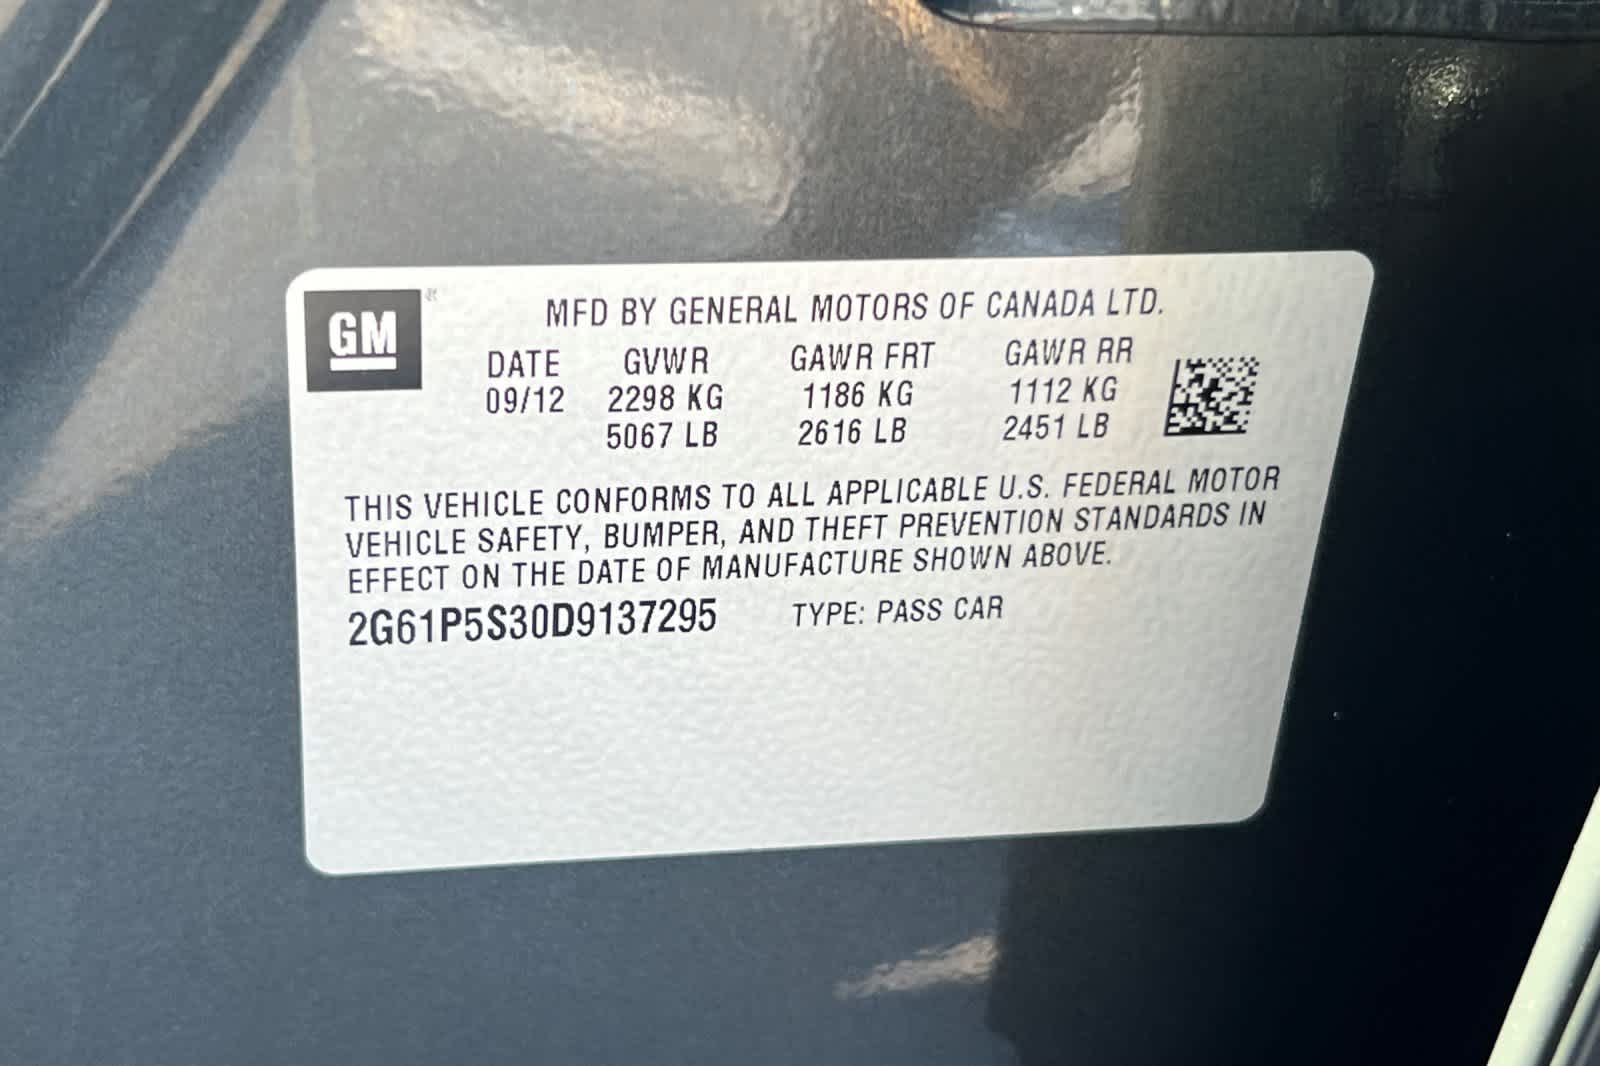 GM
MFD BY GENERAL MOTORS OF CANADA LTD.
DATE GVWR GAWR FRT GAWR RR
09/12 2298 KG 1186 KG 1112 KG
5067 LB 2616 LB 2451 LB
THIS VEHICLE CONFORMS TO ALL APPLICABLE U.S. FEDERAL MOTOR
VEHICLE SAFETY, BUMPER, AND THEFT PREVENTION STANDARDS IN
EFFECT ON THE DATE OF MANUFACTURE SHOWN ABOVE.
2G61P5S30D9137295 TYPE: PASS CAR